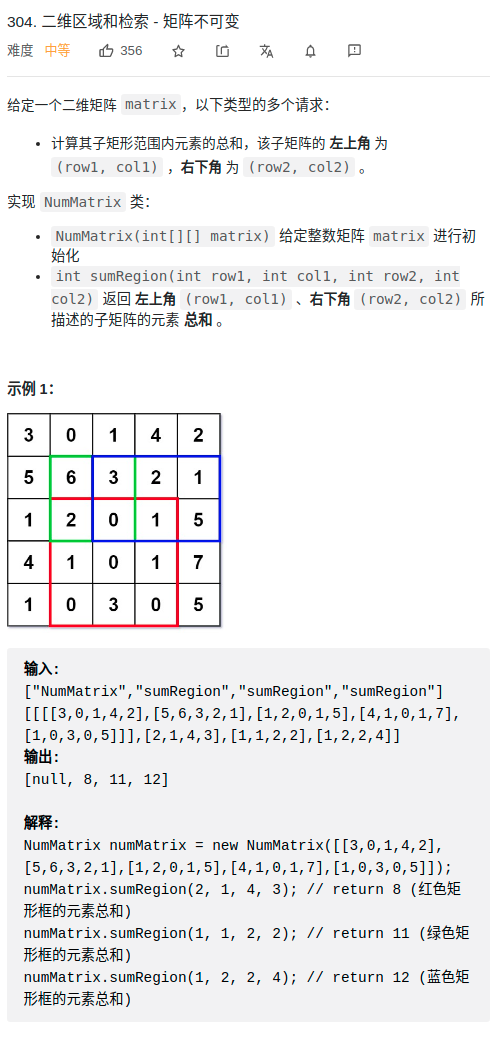 304. 二维区域和检索 - 矩阵不可变
难度 中等 356
给定一个二维矩阵 matrix，以下类型的多个请求：
• 计算其子矩形范围内元素的总和，该子矩阵的 左上角 为
(row1, col1) ，右下角 为 (row2, col2) 。
实现 NumMatrix 类：
• NumMatrix(int[][] matrix) 给定整数矩阵 matrix 进行初
始化
• int sumRegion(int row1, int col1, int row2, int
col2) 返回 左上角 (row1, col1) 、右下角 (row2, col2) 所
描述的子矩阵的元素 总和 。
示例 1：
3 0 1 4 2
5 6 3 2 1
1 2 0 1 5
4 1 0 1 7
1 0 3 0 5
输入:
["NumMatrix","sumRegion","sumRegion","sumRegion"]
[[[[3,0,1,4,2],[5,6,3,2,1],[1,2,0,1,5],[4,1,0,1,7],
[1,0,3,0,5]]],[2,1,4,3],[1,1,2,2],[1,2,2,4]]
输出:
[null, 8, 11, 12]
解释:
NumMatrix numMatrix = new NumMatrix([[3,0,1,4,2],
[5,6,3,2,1],[1,2,0,1,5],[4,1,0,1,7],[1,0,3,0,5]]);
numMatrix.sumRegion(2, 1, 4, 3); // return 8 (红色矩
形框的元素总和)
numMatrix.sumRegion(1, 1, 2, 2); // return 11 (绿色矩
形框的元素总和)
numMatrix.sumRegion(1, 2, 2, 4); // return 12 (蓝色矩
形框的元素总和)